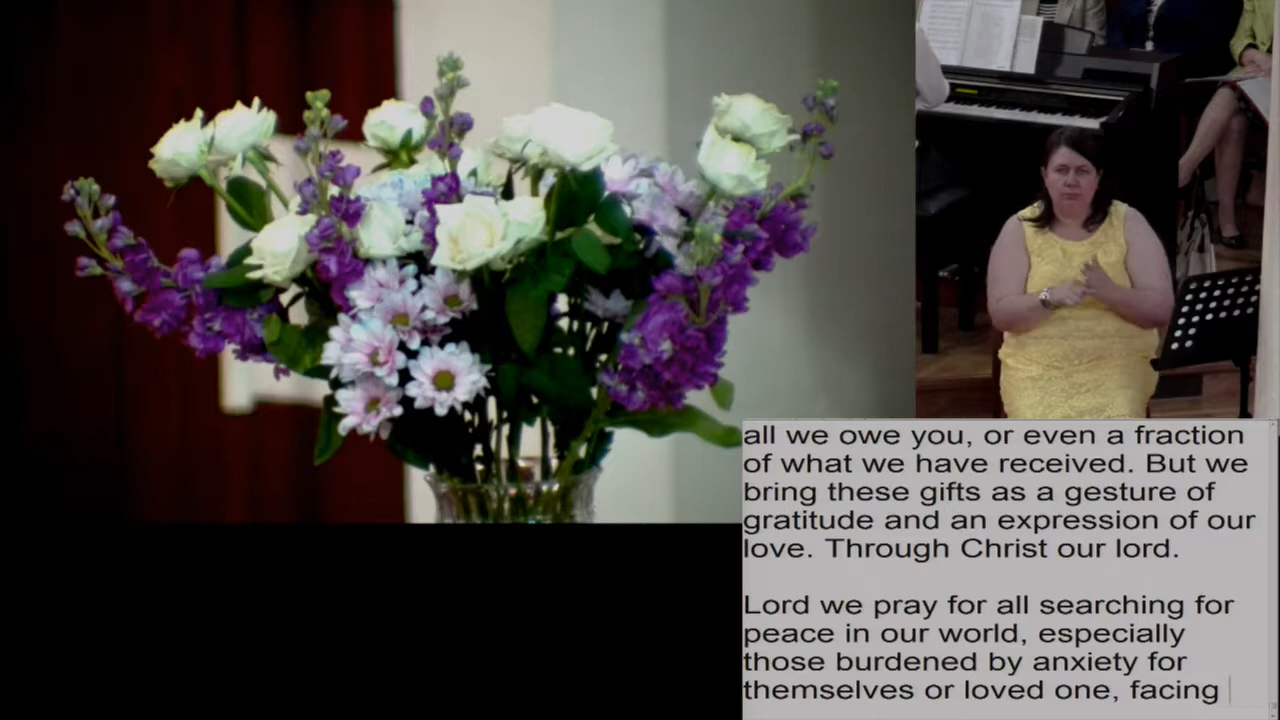 all we owe you, or even a fraction
of what we have received. But we
bring these gifts as a gesture of
gratitude and an expression of our
love. Through Christ our lord.
Lord we pray for all searching for
peace in our world, especially
those burdened by anxiety for
themselves or loved one, facing